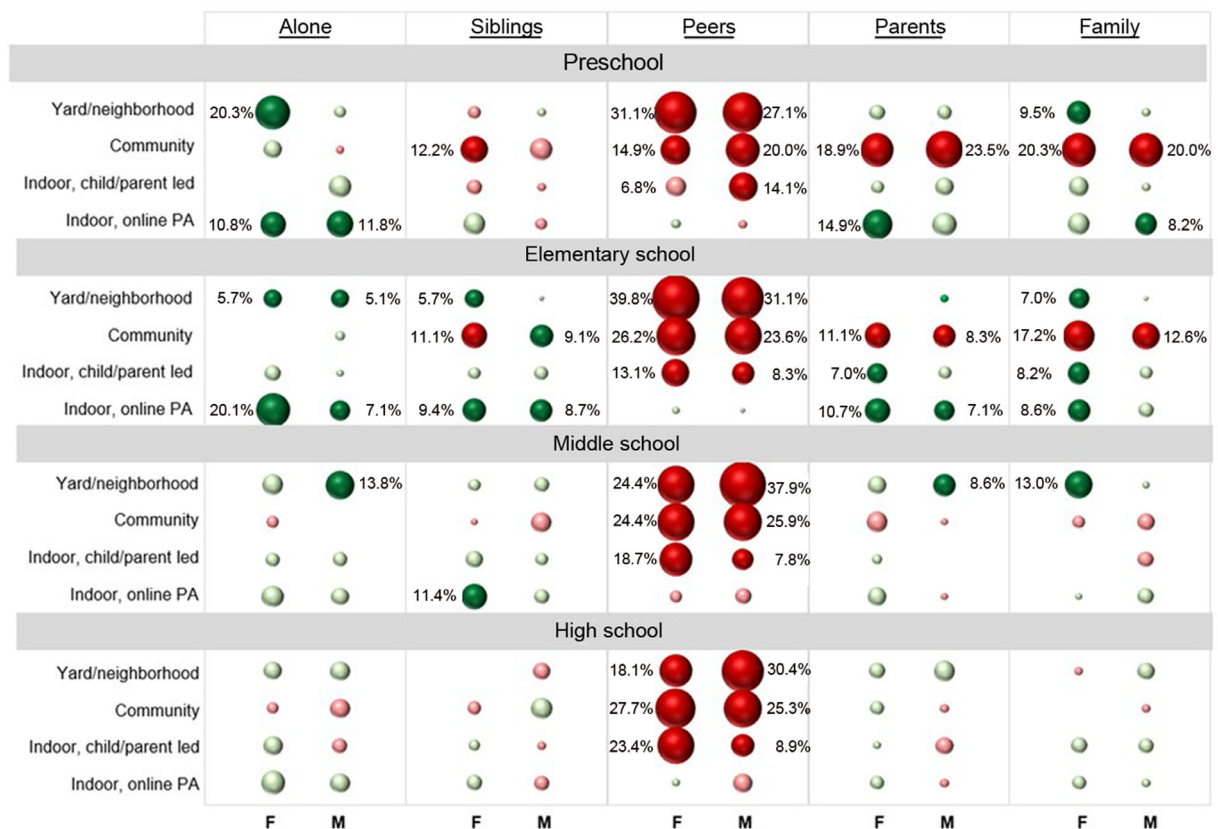 Alone Siblings Peers Parents Family
Preschool
Yard/neighborhood 20.3% 31.1% 27.1% 9.5%
Community 12.2% 14.9% 20.0% 18.9% 23.5% 20.3% 20.0%
Indoor, child/parent led 6.8% 14.1%
Indoor, online PA 10.8% 11.8% 14.9% 8.2%
Elementary school
Yard/neighborhood 5.7% 5.1% 5.7% 39.8% 31.1% 7.0%
Community 11.1% 9.1% 26.2% 23.6% 11.1% 8.3% 17.2% 12.6%
Indoor, child/parent led 13.1% 8.3% 7.0% 8.2%
Indoor, online PA 20.1% 7.1% 9.4% 8.7% 10.7% 7.1% 8.6%
Middle school
Yard/neighborhood 13.8% 24.4% 37.9% 8.6% 13.0%
Community 24.4% 25.9%
Indoor, child/parent led 18.7% 7.8%
Indoor, online PA 11.4%
High school
Yard/neighborhood 18.1% 30.4%
Community 27.7% 25.3%
Indoor, child/parent led 23.4% 8.9%
Indoor, online PA
F M F M F M F M F M